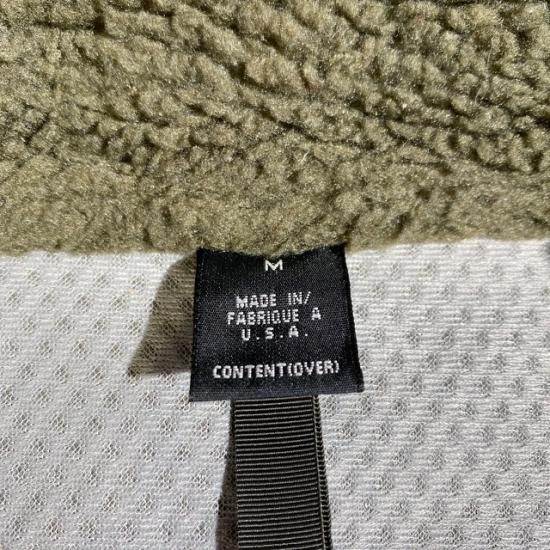 M
MADE IN/
FABRIQUE A
U.S.A.
CONTENT(OVER)